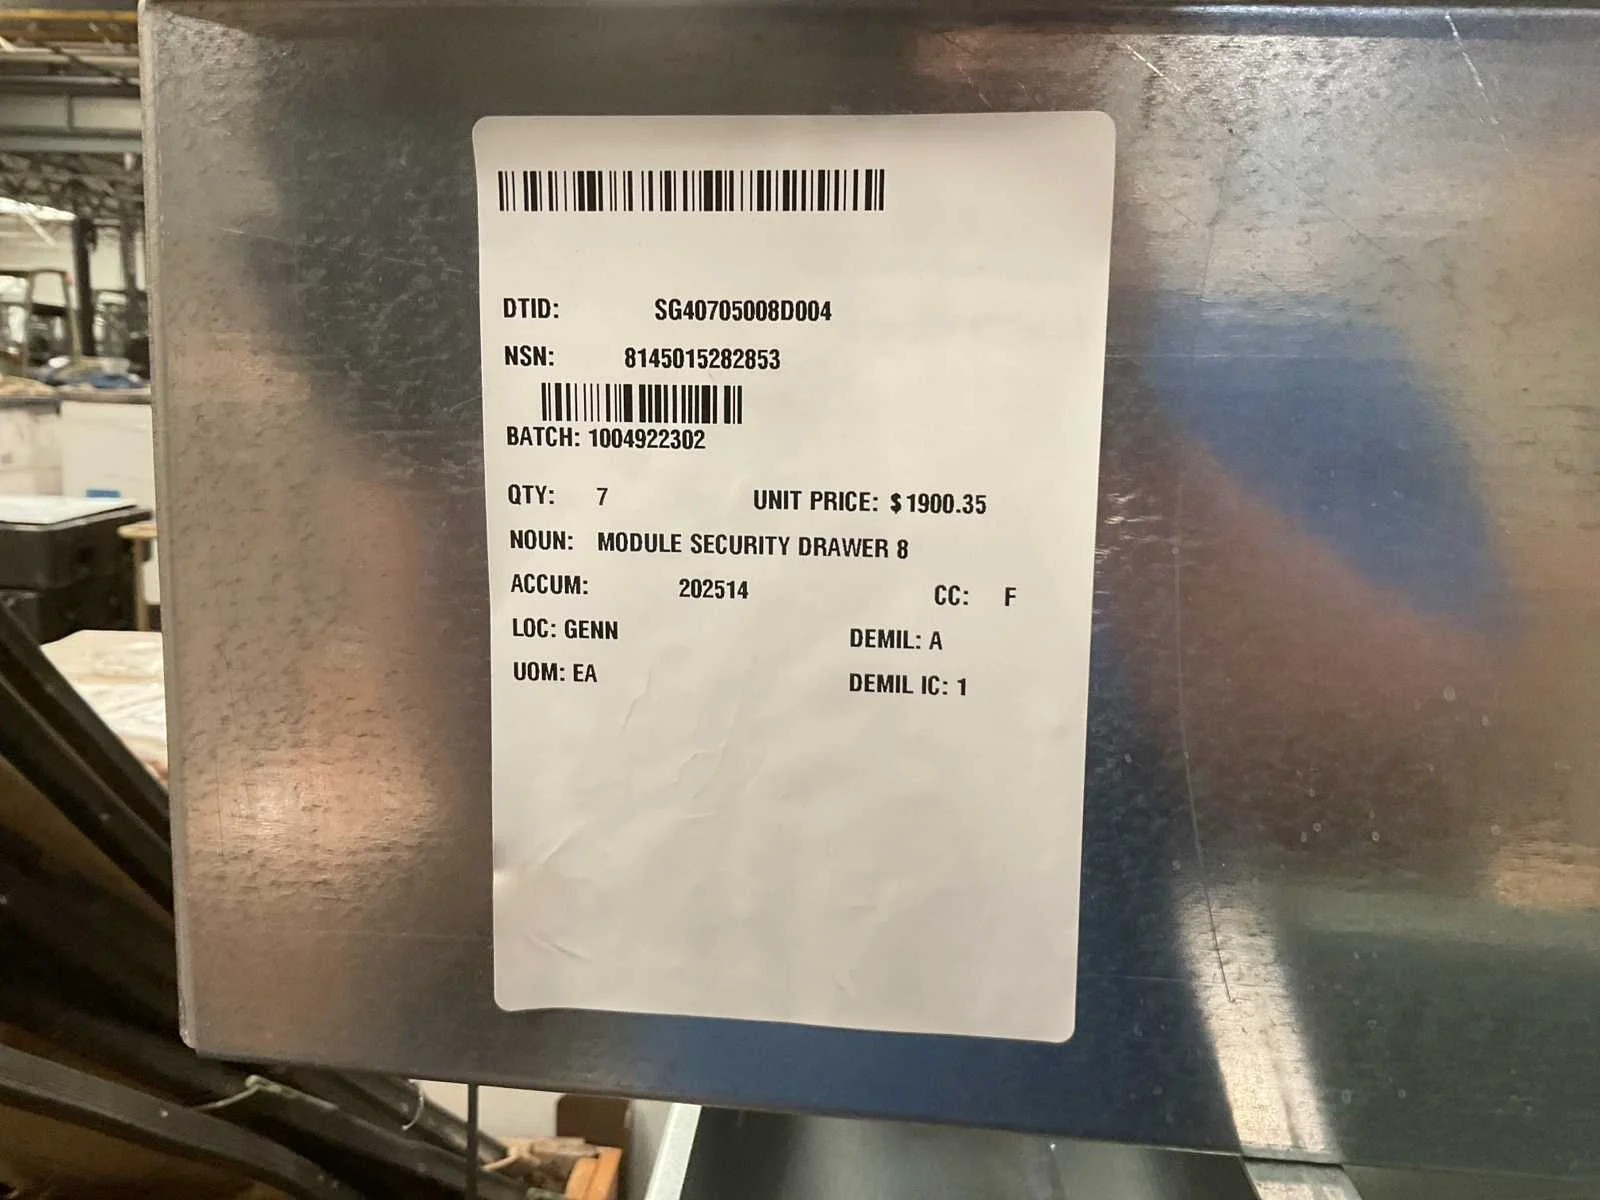 DTID: SG40705008D004
NSN: 8145015282853
BATCH: 1004922302
QTY: 7 UNIT PRICE: $1900.35
NOUN: MODULE SECURITY DRAWER 8
ACCUM: 202514 CC: F
LOC: GENN DEMIL: A
UOM: EA DEMIL IC: 1